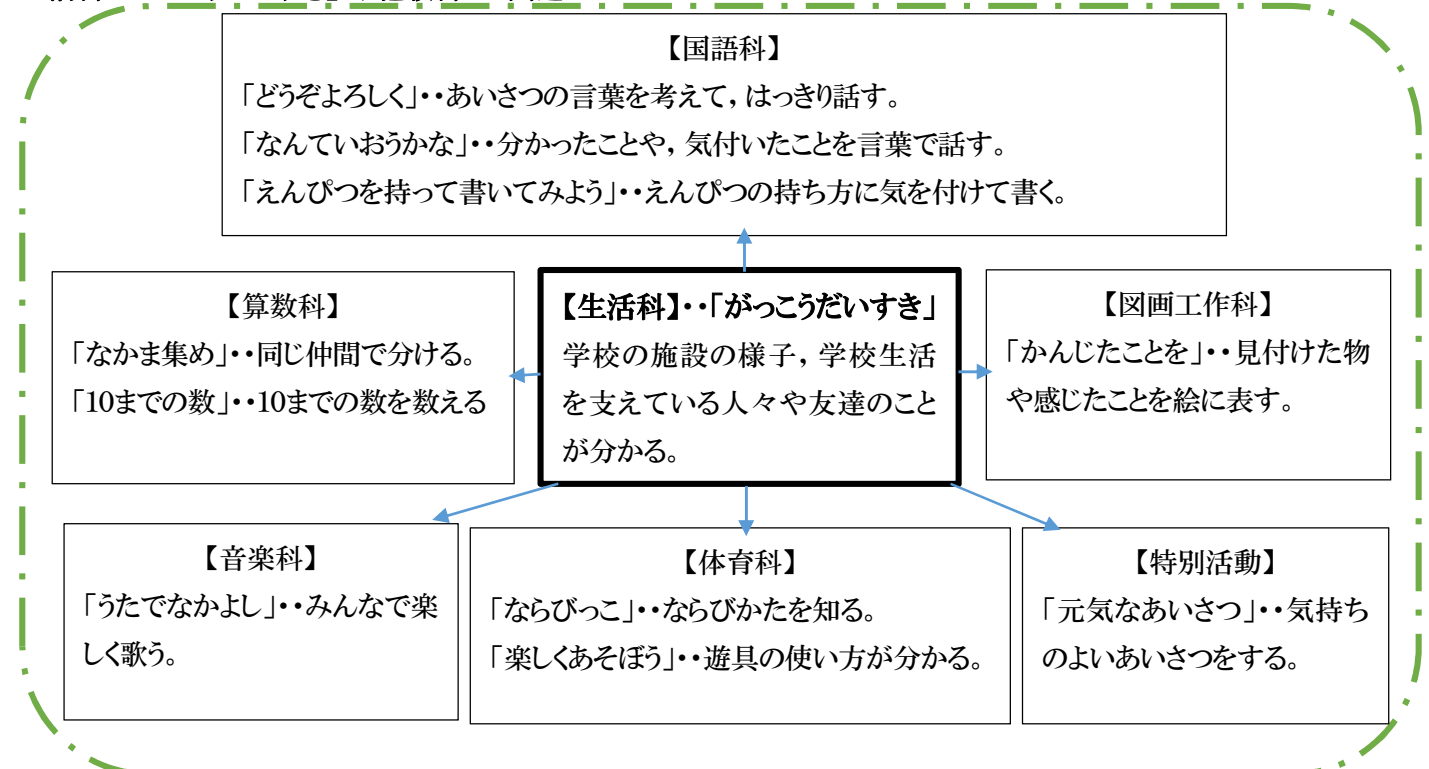 【国語科】
「どうぞよろしく」・・あいさつの言葉を考えて，はっきり話す。
「なんていおうかな」・・分かったことや，気付いたことを言葉で話す。
「えんぴつを持って書いてみよう」・・えんぴつの持ち方に気を付けて書く。
【算数科】
「なかま集め」・・同じ仲間で分ける。
「10までの数」・・10までの数を数える
【生活科】・・「がっこうだいすき」
学校の施設の様子，学校生活
を支えている人々や友達のこと
が分かる。
【図画工作科】
「かんじたことを」・・見付けた物
や感じたことを絵に表す。
【音楽科】
「うたでなかよし」・・みんなで楽
しく歌う。
【体育科】
「ならびっこ」・・ならびかたを知る。
「楽しくあそぼう」・・遊具の使い方が分かる。
【特別活動】
「元気なあいさつ」・・気持ち
のよいあいさつをする。